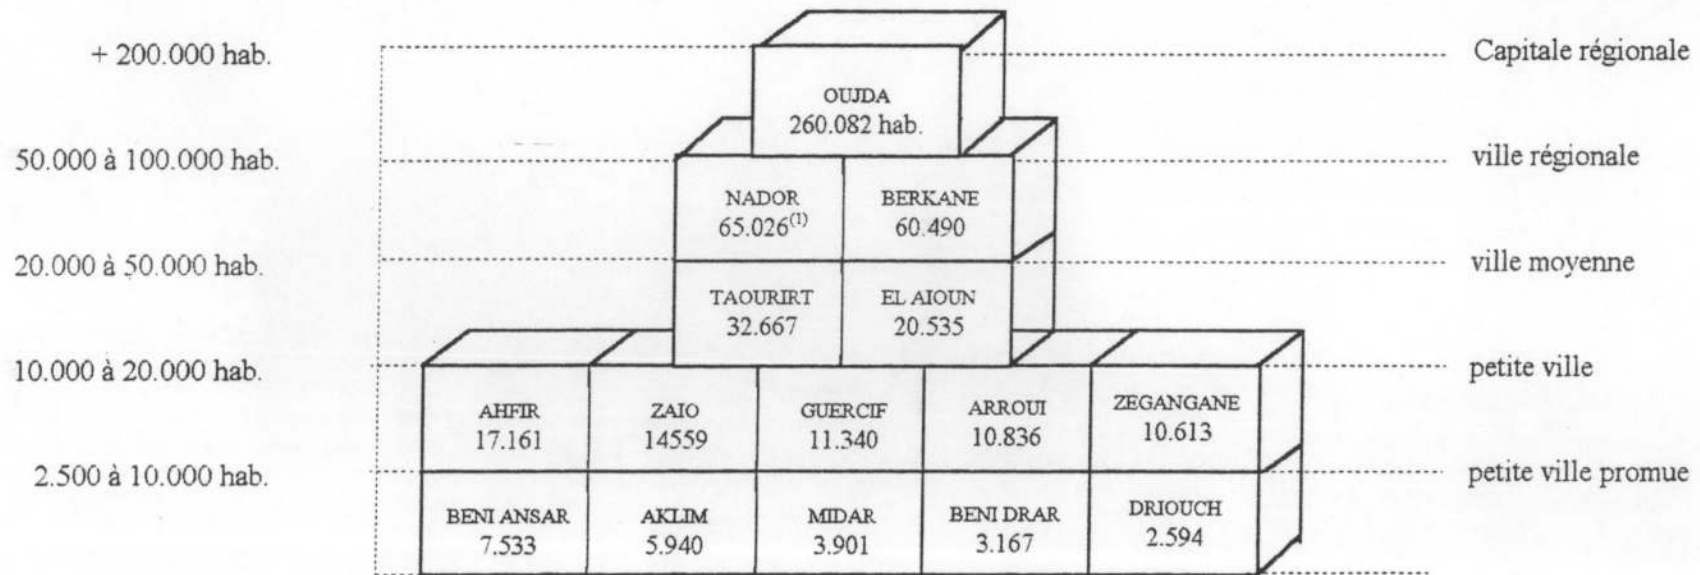 + 200.000 hab.
Capitale régionale
OUJDA
260.082 hab.
50.000 à 100.000 hab.
ville régionale
NADOR
65.026(1)
BERKANE
60.490
20.000 à 50.000 hab.
ville moyenne
TAOURIRT
32.667
EL AIOUN
20.535
10.000 à 20.000 hab.
petite ville
AHFIR
17.161
ZAIO
14559
GUERCIF
11.340
ARROUI
10.836
ZEGANGANE
10.613
2.500 à 10.000 hab.
petite ville promue
BENI ANSAR
7.533
AKLIM
5.940
MIDAR
3.901
BENI DRAR
3.167
DRIOUCH
2.594